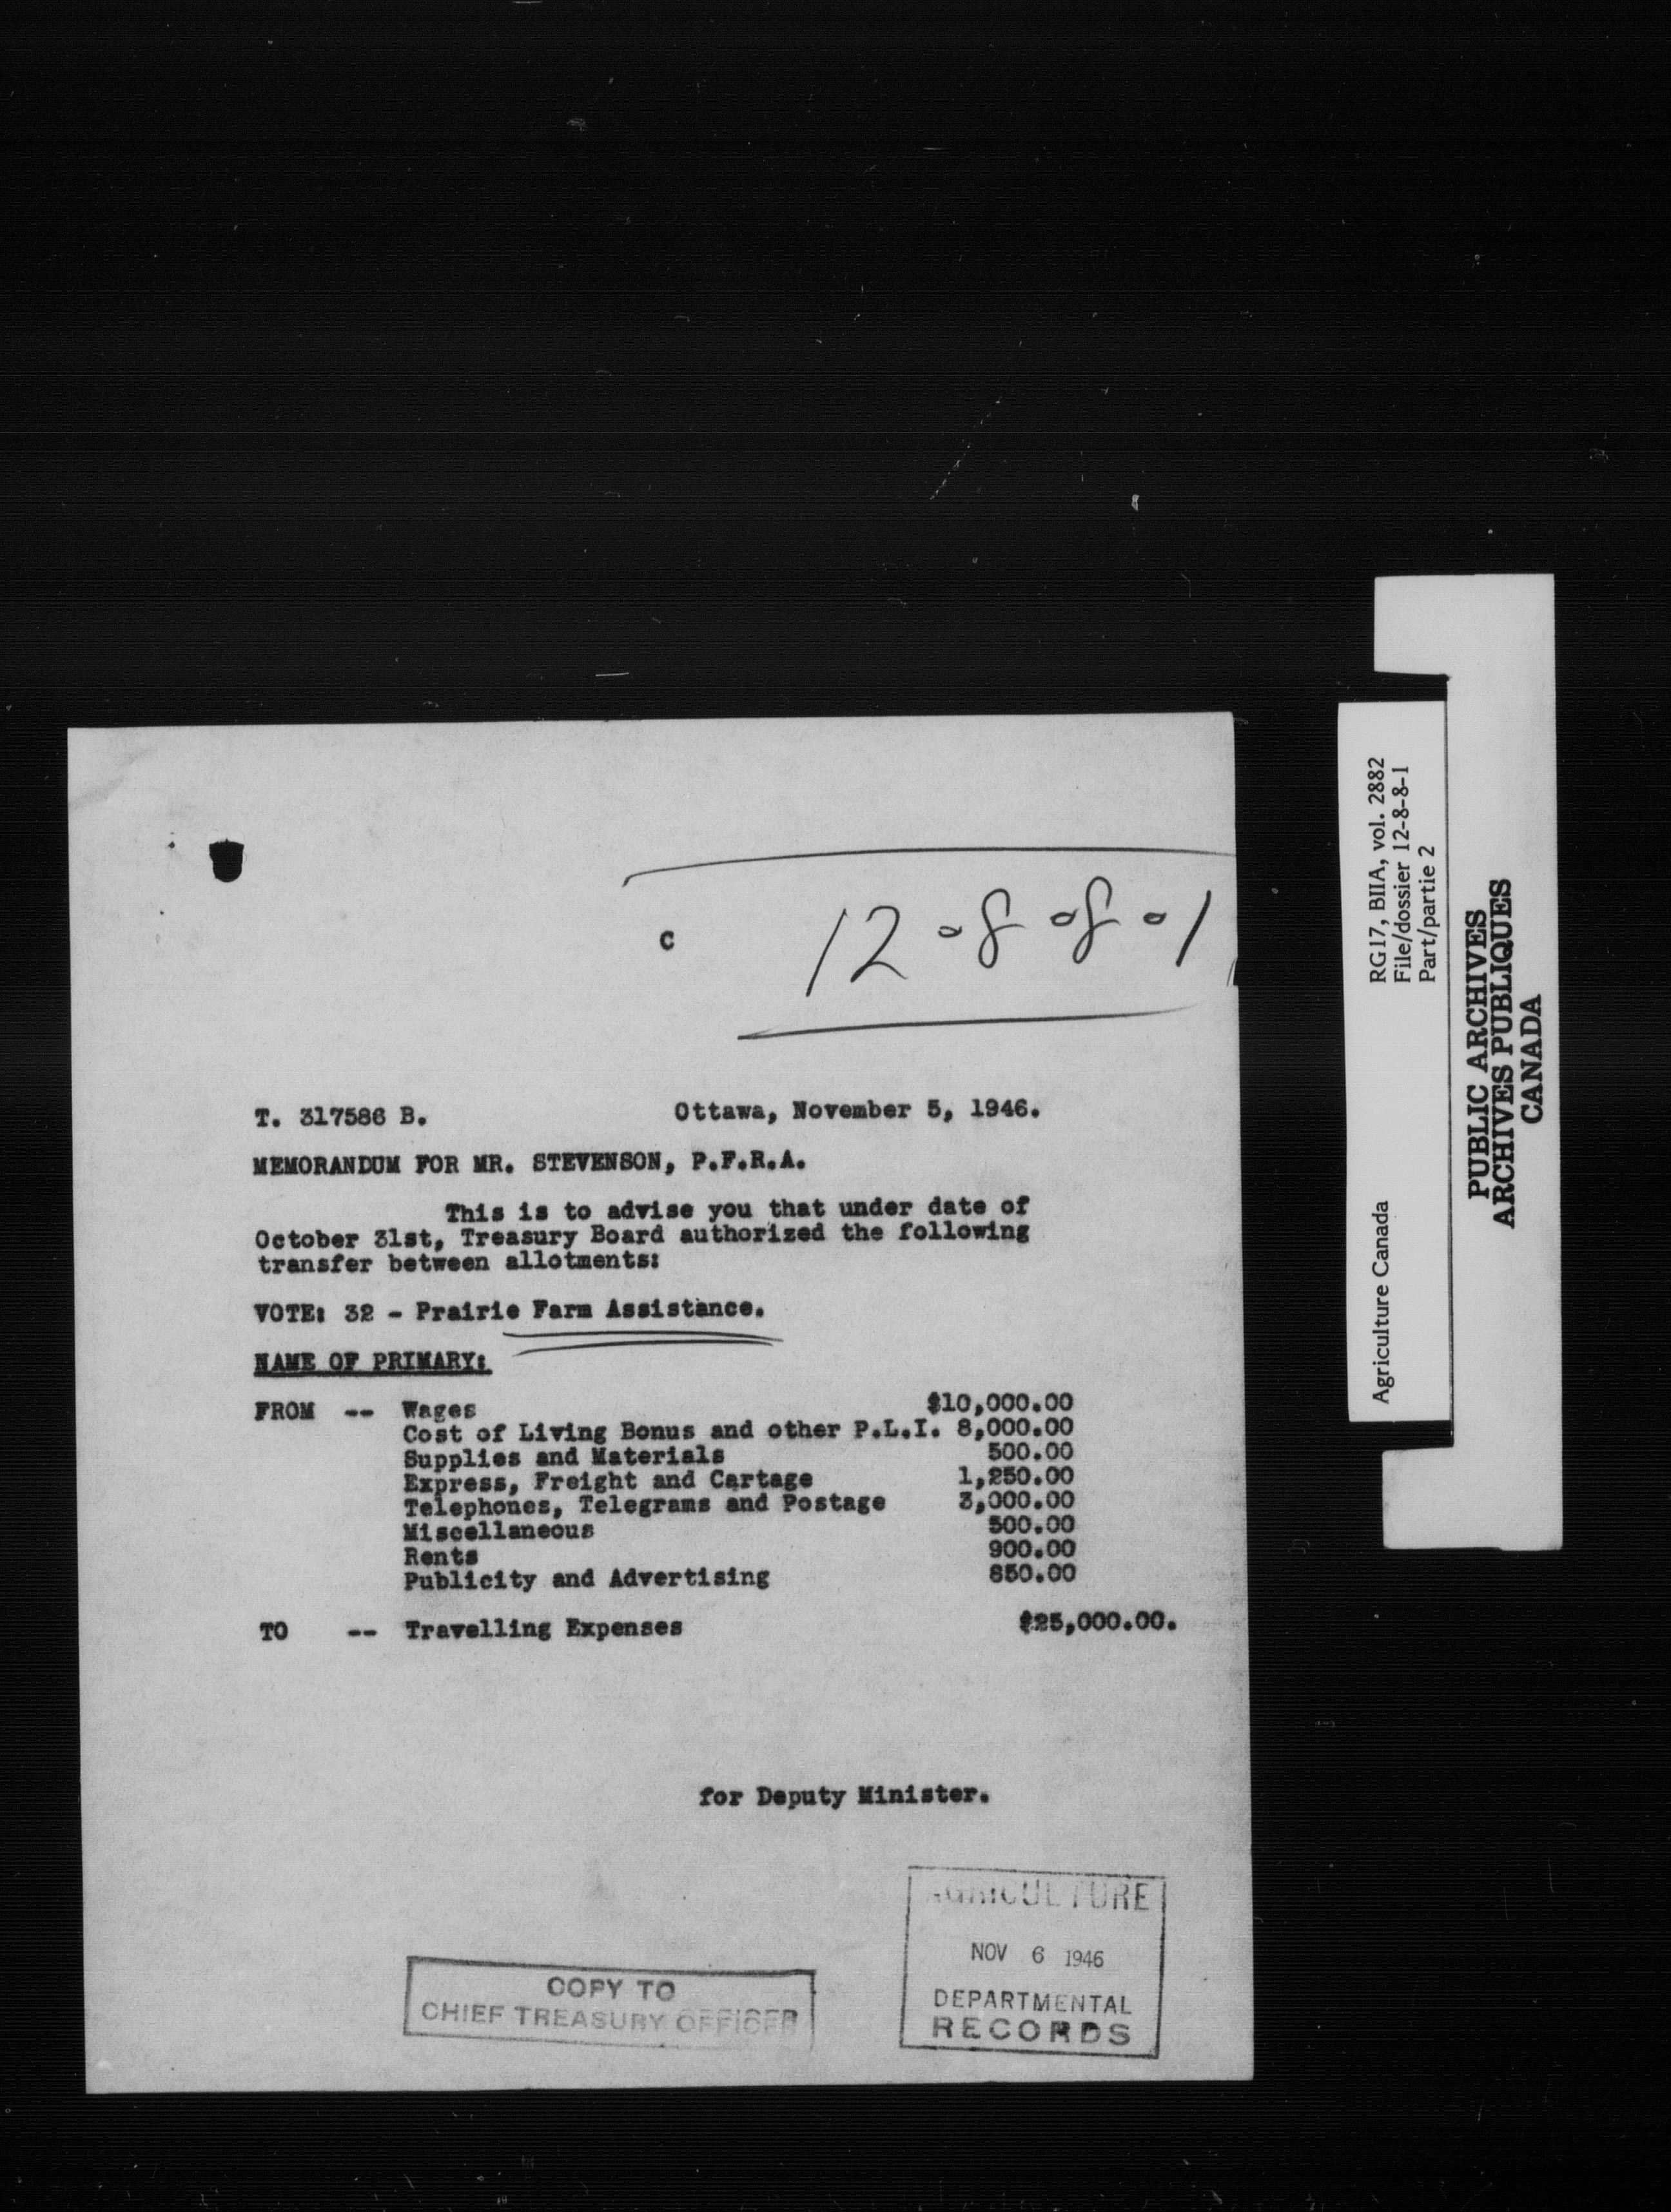 12-8-8-1
C
T. 317586 B.
Ottawa, November 5, 1946.
MEMORANDUM FOR MR. STEVENSON, P.F.R.A.
This is to advise you that under date of
October 31st, Treasury Board authorized the following
transfer between allotments:
VOTE: 32 - Prairie Farm Assistance.
NAME OF PRIMARY:
FROM -- Wages $10,000.00
Cost of Living Bonus and other P.L.I. 8,000.00
Supplies and Materials 500.00
Express, Freight and Cartage 1,250.00
Telephones, Telegrams and Postage 3,000.00
Miscellaneous 500.00
Rents 900.00
Publicity and Advertising 850.00
TO -- Travelling Expenses $25,000.00.
for Deputy Minister.
COPY TO
CHIEF TREASURY OFFICER
AGRICULTURE
NOV 6 1946
DEPARTMENTAL
RECORDS
Agriculture Canada
RG17, BIIA, vol. 2882
File/dossier 12-8-8-1
Part/partie 2
PUBLIC ARCHIVES
ARCHIVES PUBLIQUES
CANADA